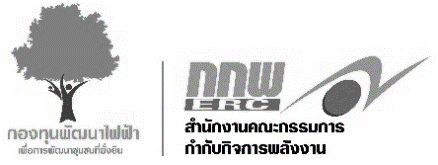 กองทุนพัฒนาไฟฟ้า
เพื่อการพัฒนาชุมชนที่ยั่งยืน
กกพ
ERC
สำนักงานคณะกรรมการ
กำกับกิจการพลังงาน